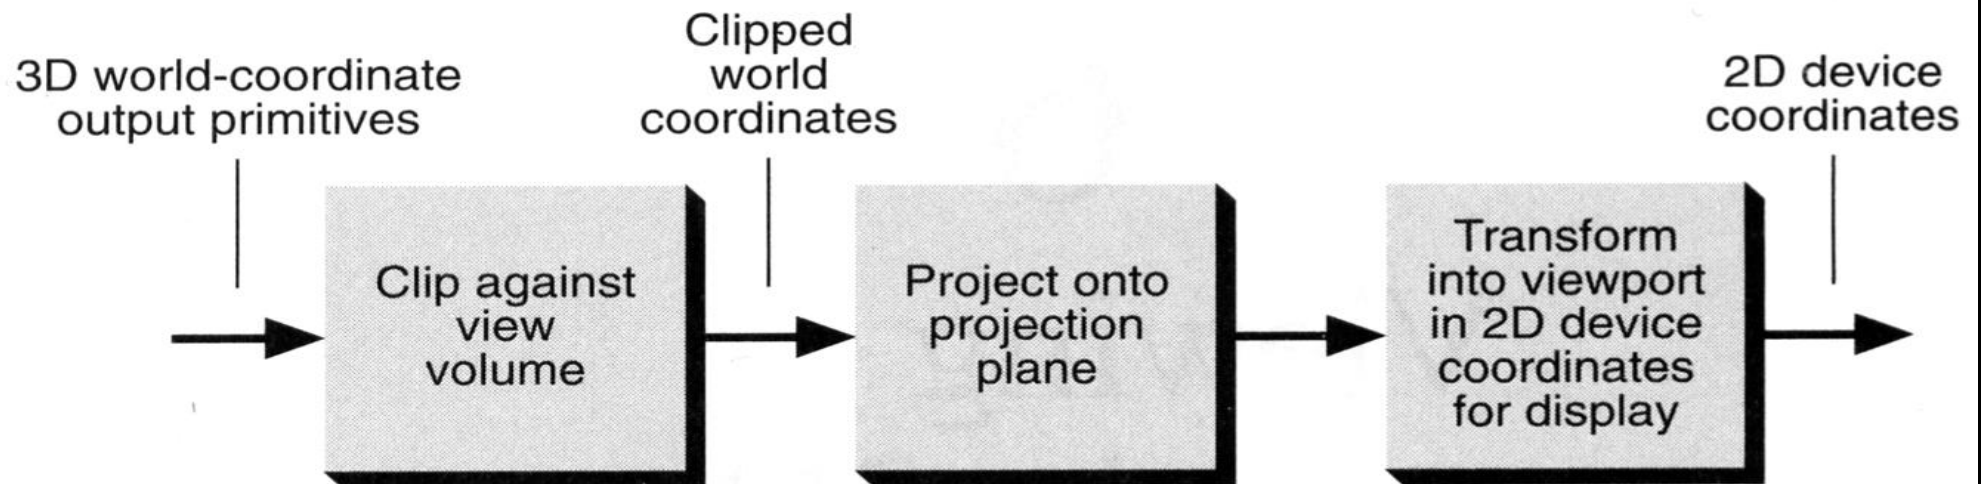 3D world-coordinate
output primitives
Clipped
world
coordinates
2D device
coordinates
Clip against
view
volume
Project onto
projection
plane
Transform
into viewport
in 2D device
coordinates
for display